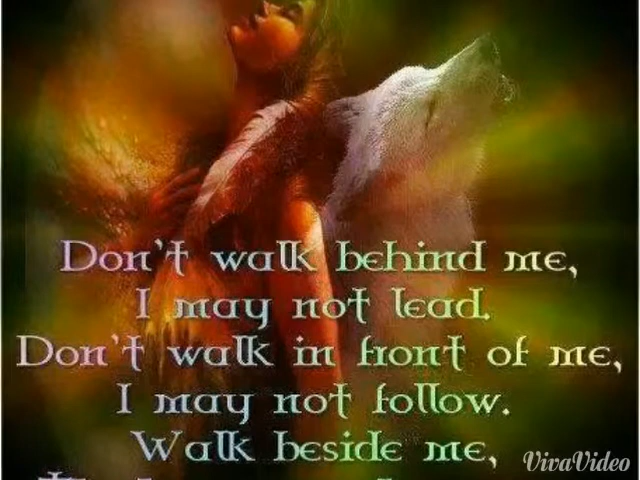 Don't walk behind me,
I may not lead.
Don't walk in front of me,
I may not follow.
Walk beside me,
VivaVideo